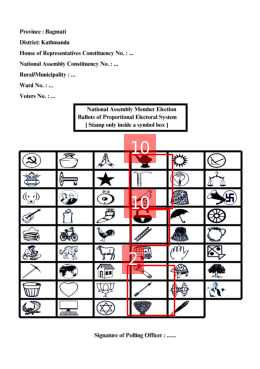 Province : Bagmati
District: Kathmandu
House of Representatives Constituency No. : ...
National Assembly Constituency No. : ...
Rural/Municipality : ...
Ward No. : ...
Voters No. : ...
National Assembly Member Election
Ballots of Proportional Electoral System
[ Stamp only inside a symbol box ]
10
10
2
Signature of Polling Officer : ......